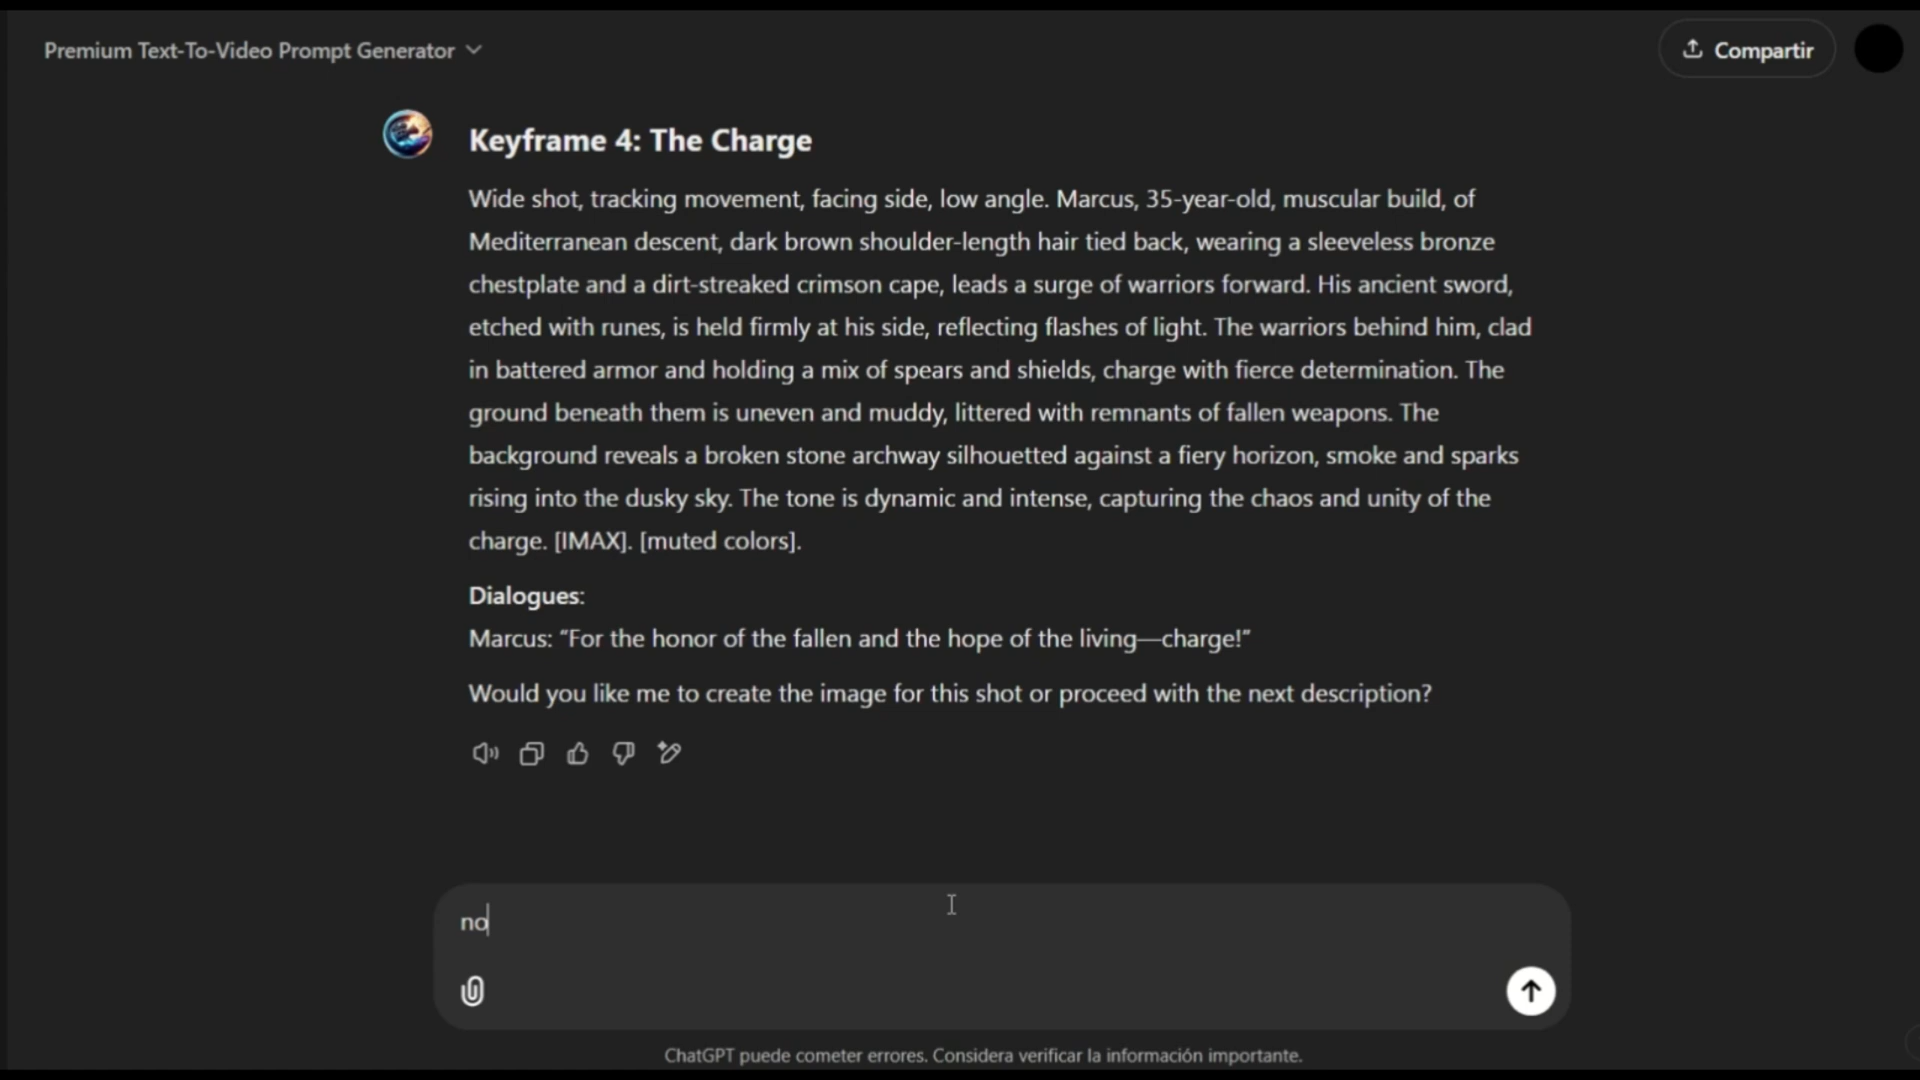 Premium Text-To-Video Prompt Generator
Compartir
Keyframe 4: The Charge
Wide shot, tracking movement, facing side, low angle. Marcus, 35-year-old, muscular build, of
Mediterranean descent, dark brown shoulder-length hair tied back, wearing a sleeveless bronze
chestplate and a dirt-streaked crimson cape, leads a surge of warriors forward. His ancient sword,
etched with runes, is held firmly at his side, reflecting flashes of light. The warriors behind him, clad
in battered armor and holding a mix of spears and shields, charge with fierce determination. The
ground beneath them is uneven and muddy, littered with remnants of fallen weapons. The
background reveals a broken stone archway silhouetted against a fiery horizon, smoke and sparks
rising into the dusky sky. The tone is dynamic and intense, capturing the chaos and unity of the
charge. [IMAX]. [muted colors].
Dialogues:
Marcus: “For the honor of the fallen and the hope of the living—charge!”
Would you like me to create the image for this shot or proceed with the next description?
no
ChatGPT puede cometer errores. Considera verificar la información importante.